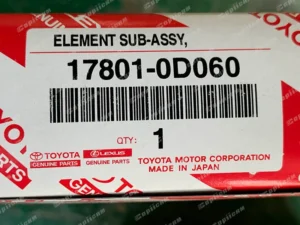 ELEMENT SUB-ASSY,
17801-0D060
QTY:
1
TOYOTA
GENUINE PARTS
LEXUS
GENUINE PARTS
TOYOTA MOTOR CORPORATION
MADE IN JAPAN